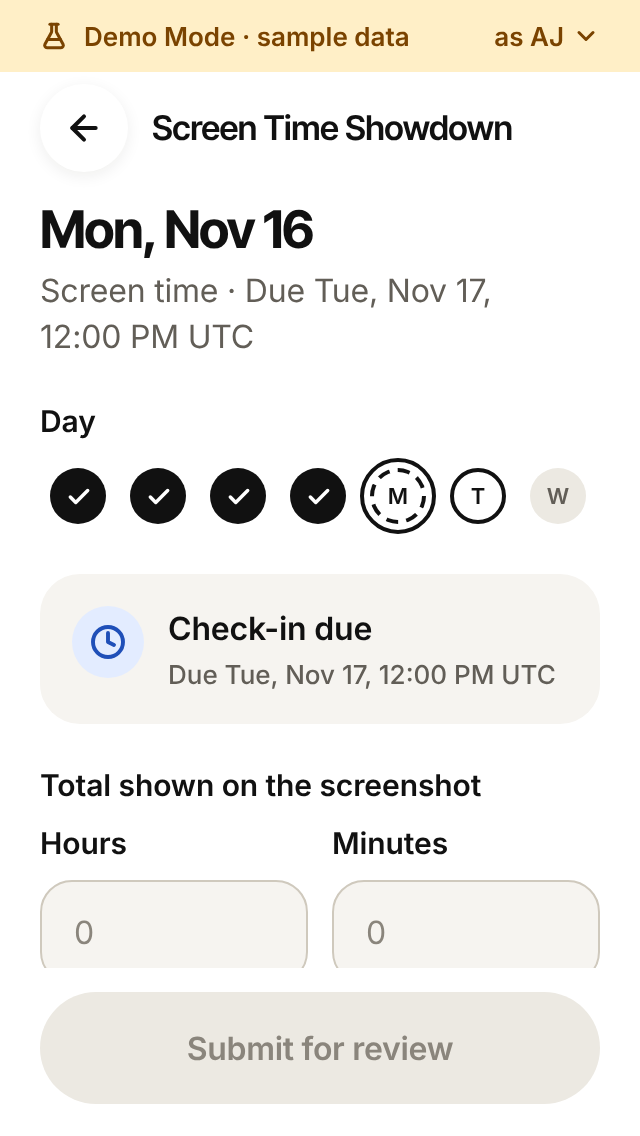 Demo Mode · sample data
as AJ
Screen Time Showdown
Mon, Nov 16
Screen time · Due Tue, Nov 17,
12:00 PM UTC
Day
M T W
Check-in due
Due Tue, Nov 17, 12:00 PM UTC
Total shown on the screenshot
Hours Minutes
0 0
Submit for review